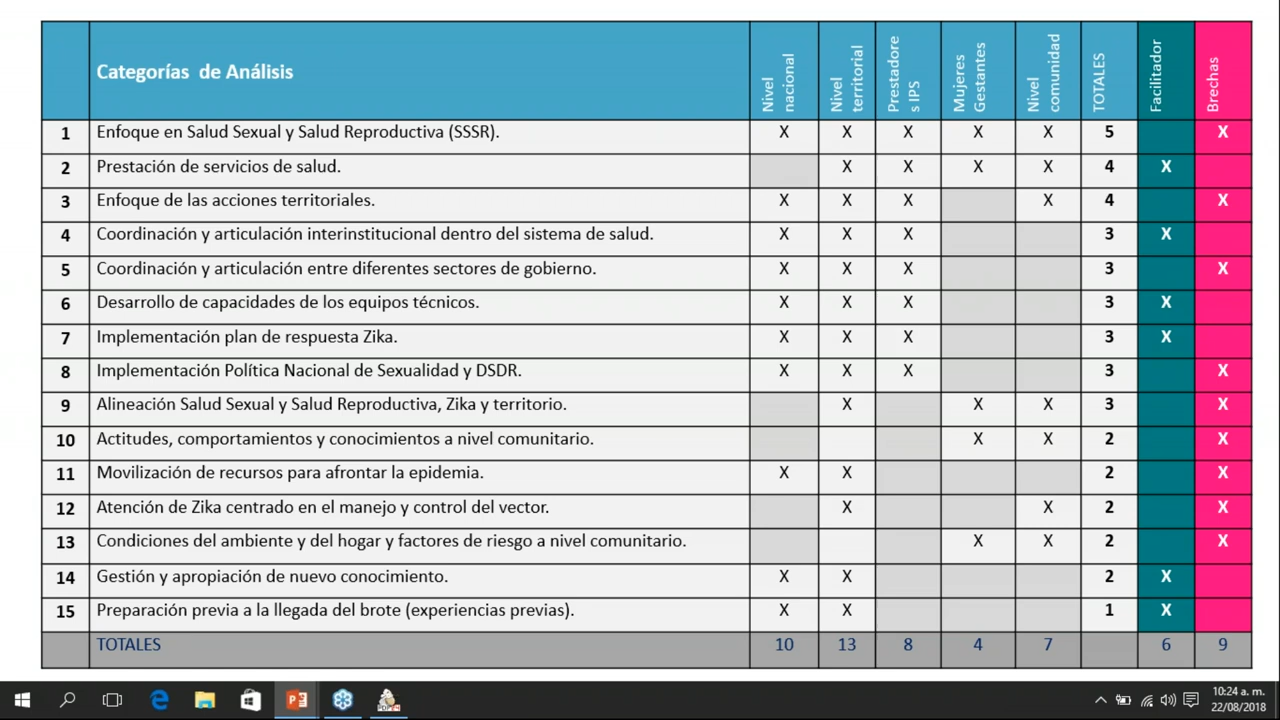 Categorías de Análisis Nivel nacional Nivel territorial Prestadore s IPS Mujeres Gestantes Nivel comunidad TOTALES Facilitador Brechas
1 Enfoque en Salud Sexual y Salud Reproductiva (SSSR). X X X X X 5 X
2 Prestación de servicios de salud. X X X X 4 X
3 Enfoque de las acciones territoriales. X X X X 4 X
4 Coordinación y articulación interinstitucional dentro del sistema de salud. X X X 3 X
5 Coordinación y articulación entre diferentes sectores de gobierno. X X X 3 X
6 Desarrollo de capacidades de los equipos técnicos. X X X 3 X
7 Implementación plan de respuesta Zika. X X X 3 X
8 Implementación Política Nacional de Sexualidad y DSDR. X X X 3 X
9 Alineación Salud Sexual y Salud Reproductiva, Zika y territorio. X X X 3 X
10 Actitudes, comportamientos y conocimientos a nivel comunitario. X X 2 X
11 Movilización de recursos para afrontar la epidemia. X X 2 X
12 Atención de Zika centrado en el manejo y control del vector. X X 2 X
13 Condiciones del ambiente y del hogar y factores de riesgo a nivel comunitario. X X 2 X
14 Gestión y apropiación de nuevo conocimiento. X X 2 X
15 Preparación previa a la llegada del brote (experiencias previas). X X 1 X
TOTALES 10 13 8 4 7 6 9
10:24 a. m.
22/08/2018